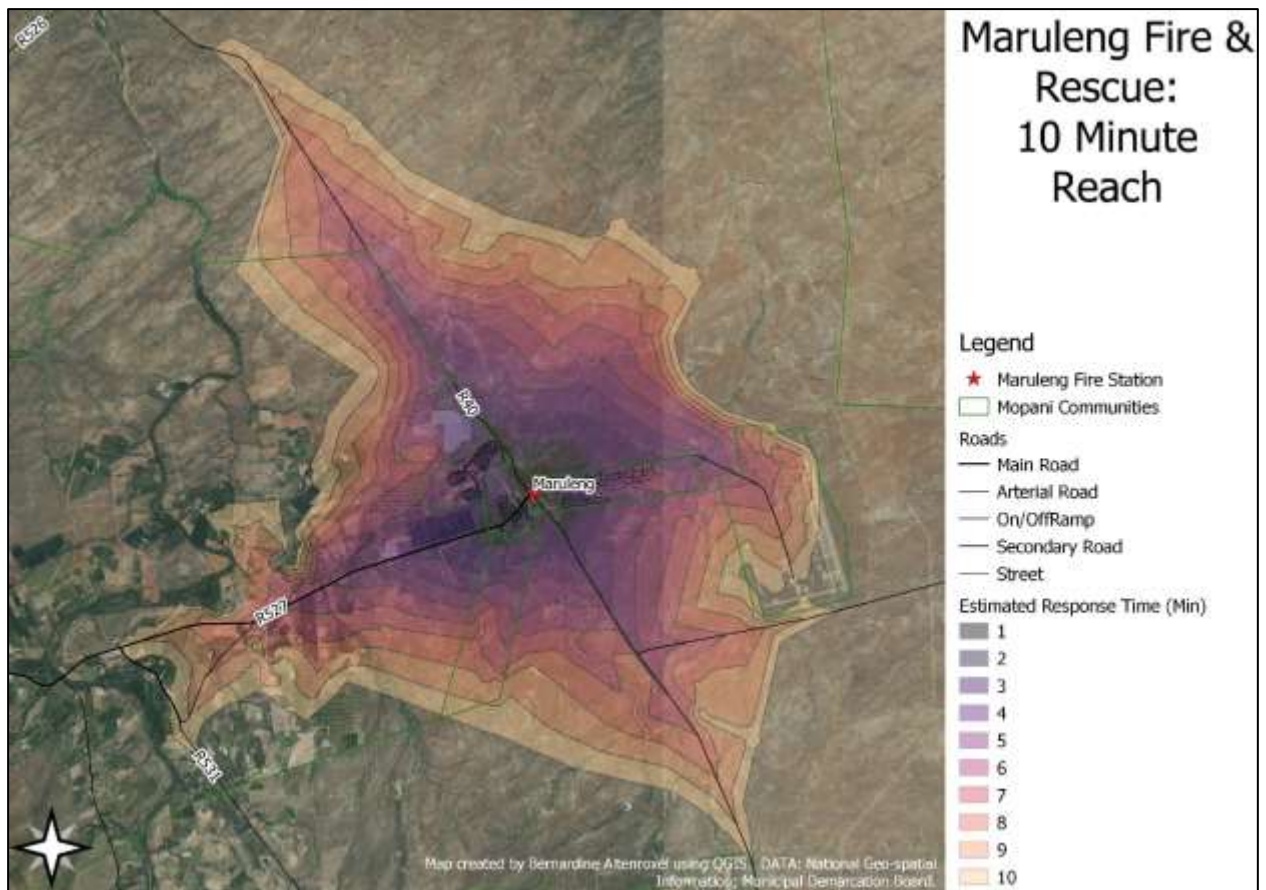 R526
R40
Maruleng
R527
R531
Map created by Bernardine Altenroxel using QGIS. DATA: National Geo-spatial
Information; Municipal Demarcation Board.
Maruleng Fire &
Rescue:
10 Minute
Reach
Legend
Maruleng Fire Station
Mopani Communities
Roads
Main Road
Arterial Road
On/OffRamp
Secondary Road
Street
Estimated Response Time (Min)
1
2
3
4
5
6
7
8
9
10